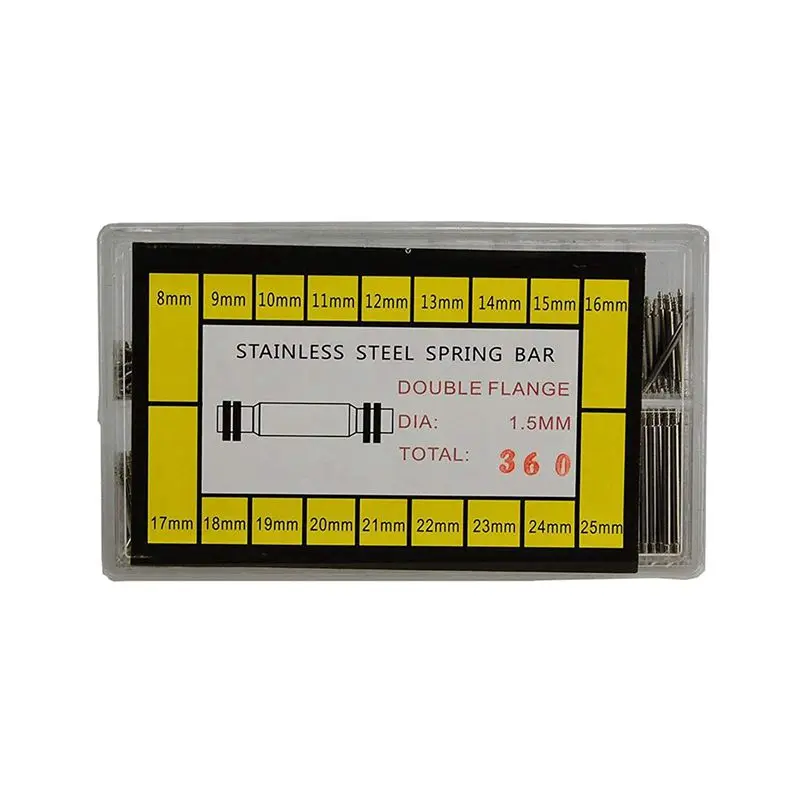 8mm 9mm 10mm 11mm 12mm 13mm 14mm 15mm 16mm
STAINLESS STEEL SPRING BAR
DOUBLE FLANGE
DIA: 1.5MM
TOTAL: 360
17mm 18mm 19mm 20mm 21mm 22mm 23mm 24mm 25mm